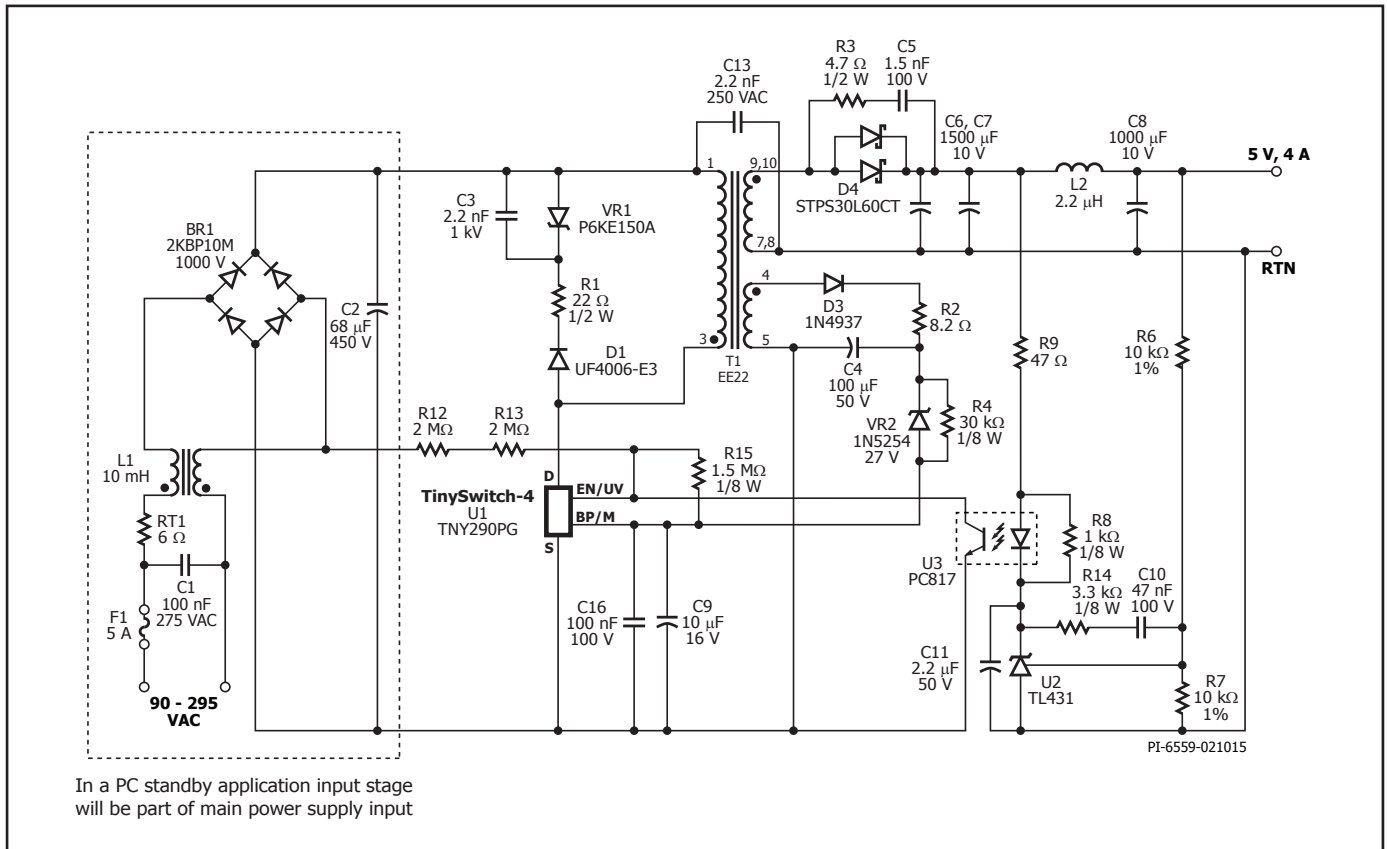 C13
2.2 nF
250 VAC
R3
4.7 Ω
1/2 W
C5
1.5 nF
100 V
C6, C7
1500 µF
10 V
C8
1000 µF
10 V
5 V, 4 A
1
9,10
D4
STPS30L60CT
L2
2.2 µH
C3
2.2 nF
1 kV
VR1
P6KE150A
BR1
2KBP10M
1000 V
7,8
RTN
4
R1
22 Ω
1/2 W
D3
1N4937
R2
8.2 Ω
C2
68 µF
450 V
3
5
T1
EE22
R9
47 Ω
R6
10 kΩ
1%
D1
UF4006-E3
C4
100 µF
50 V
VR2
1N5254
27 V
R4
30 kΩ
1/8 W
R12
2 MΩ
R13
2 MΩ
L1
10 mH
R15
1.5 MΩ
1/8 W
D
TinySwitch-4
U1
TNY290PG
EN/UV
BP/M
S
RT1
6 Ω
R8
1 kΩ
1/8 W
U3
PC817
R14
3.3 kΩ
1/8 W
C10
47 nF
100 V
C1
100 nF
275 VAC
F1
5 A
C16
100 nF
100 V
C9
10 µF
16 V
C11
2.2 µF
50 V
U2
TL431
R7
10 kΩ
1%
90 - 295
VAC
PI-6559-021015
In a PC standby application input stage
will be part of main power supply input